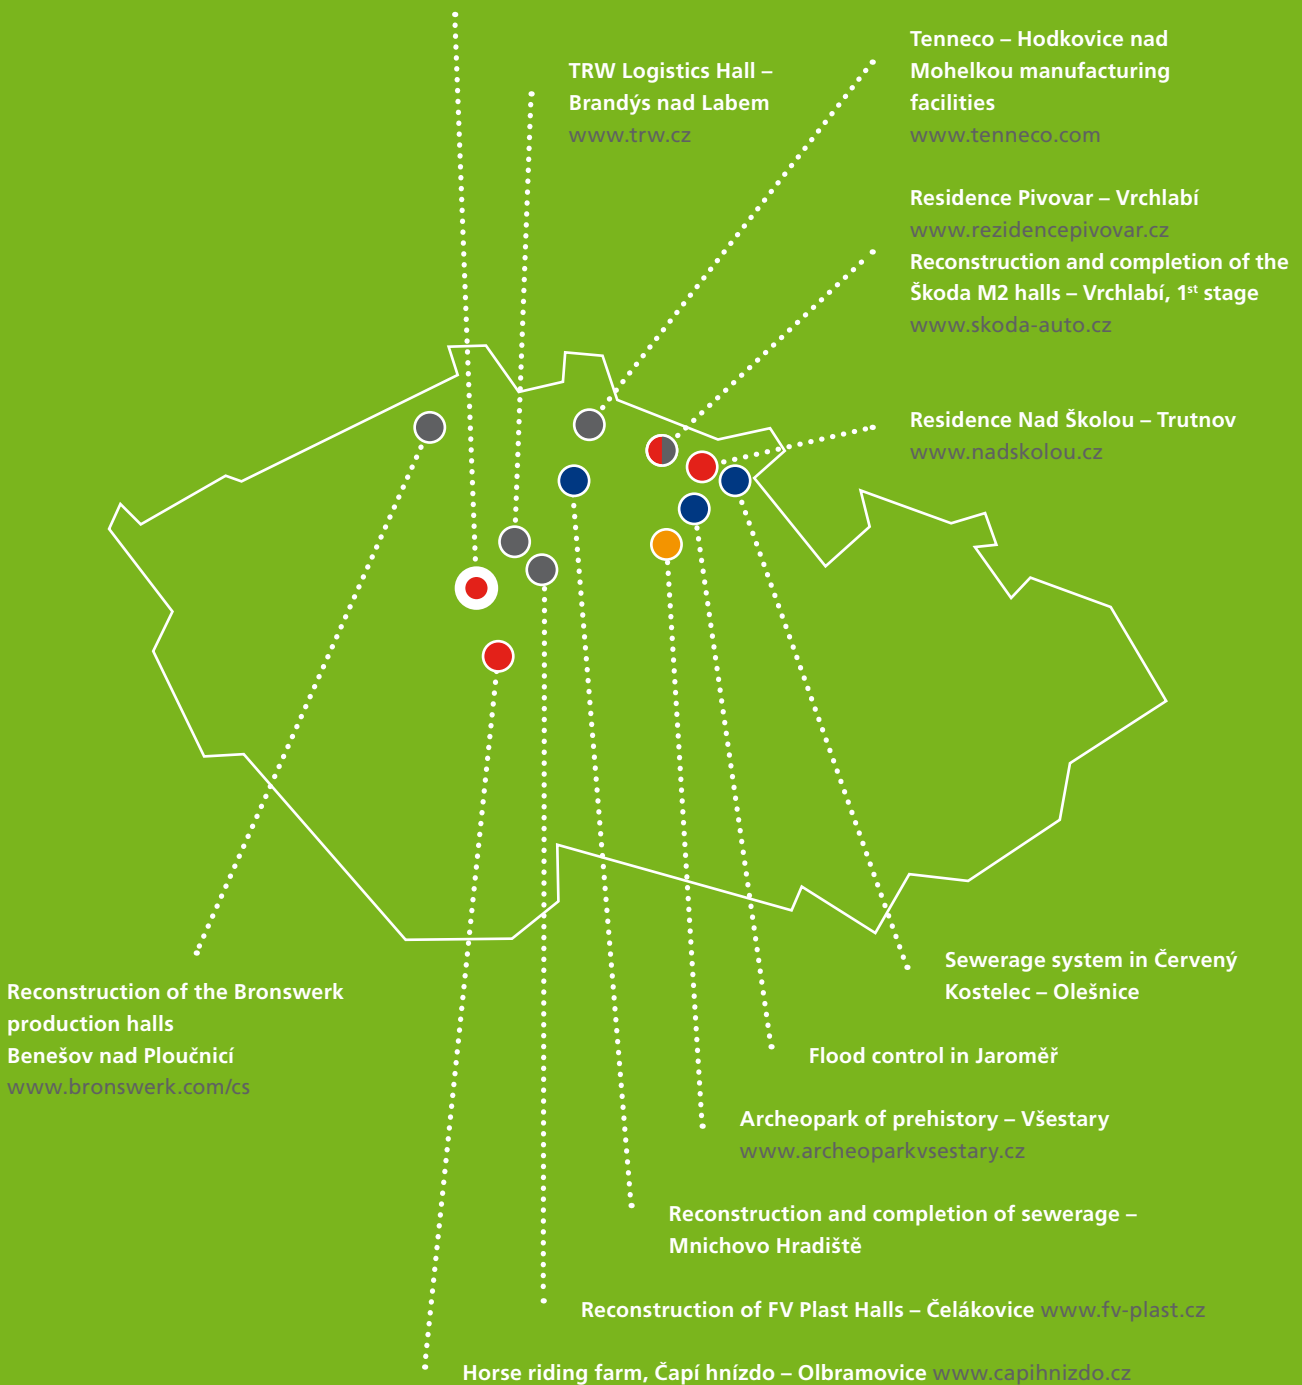 Tenneco – Hodkovice nad
Mohelkou manufacturing
facilities
www.tenneco.com
TRW Logistics Hall –
Brandýs nad Labem
www.trw.cz
Residence Pivovar – Vrchlabí
www.rezidencepivovar.cz
Reconstruction and completion of the
Škoda M2 halls – Vrchlabí, 1st stage
www.skoda-auto.cz
Residence Nad Školou – Trutnov
www.nadskolou.cz
Sewerage system in Červený
Kostelec – Olešnice
Reconstruction of the Bronswerk
production halls
Benešov nad Ploučnicí
www.bronswerk.com/cs
Flood control in Jaroměř
Archeopark of prehistory – Všestary
www.archeoparkvsestary.cz
Reconstruction and completion of sewerage –
Mnichovo Hradiště
Reconstruction of FV Plast Halls – Čelákovice www.fv-plast.cz
Horse riding farm, Čapí hnízdo – Olbramovice www.capihnizdo.cz